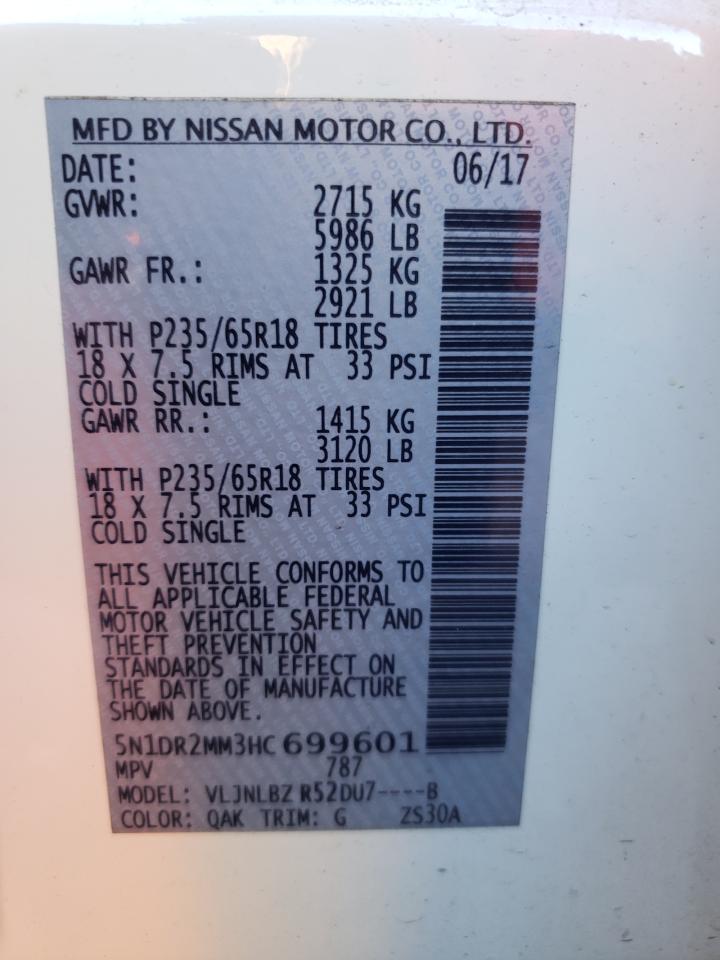 MFD BY NISSAN MOTOR CO., LTD.
DATE: 06/17
GVWR: 2715 KG
5986 LB
GAWR FR.: 1325 KG
2921 LB
WITH P235/65R18 TIRES
18 X 7.5 RIMS AT 33 PSI
COLD SINGLE
GAWR RR.: 1415 KG
3120 LB
WITH P235/65R18 TIRES
18 X 7.5 RIMS AT 33 PSI
COLD SINGLE
THIS VEHICLE CONFORMS TO
ALL APPLICABLE FEDERAL
MOTOR VEHICLE SAFETY AND
THEFT PREVENTION
STANDARDS IN EFFECT ON
THE DATE OF MANUFACTURE
SHOWN ABOVE.
5N1DR2MM3HC699601
MPV 787
MODEL: VLJNLBZ R52DU7----B
COLOR: QAK TRIM: G ZS30A